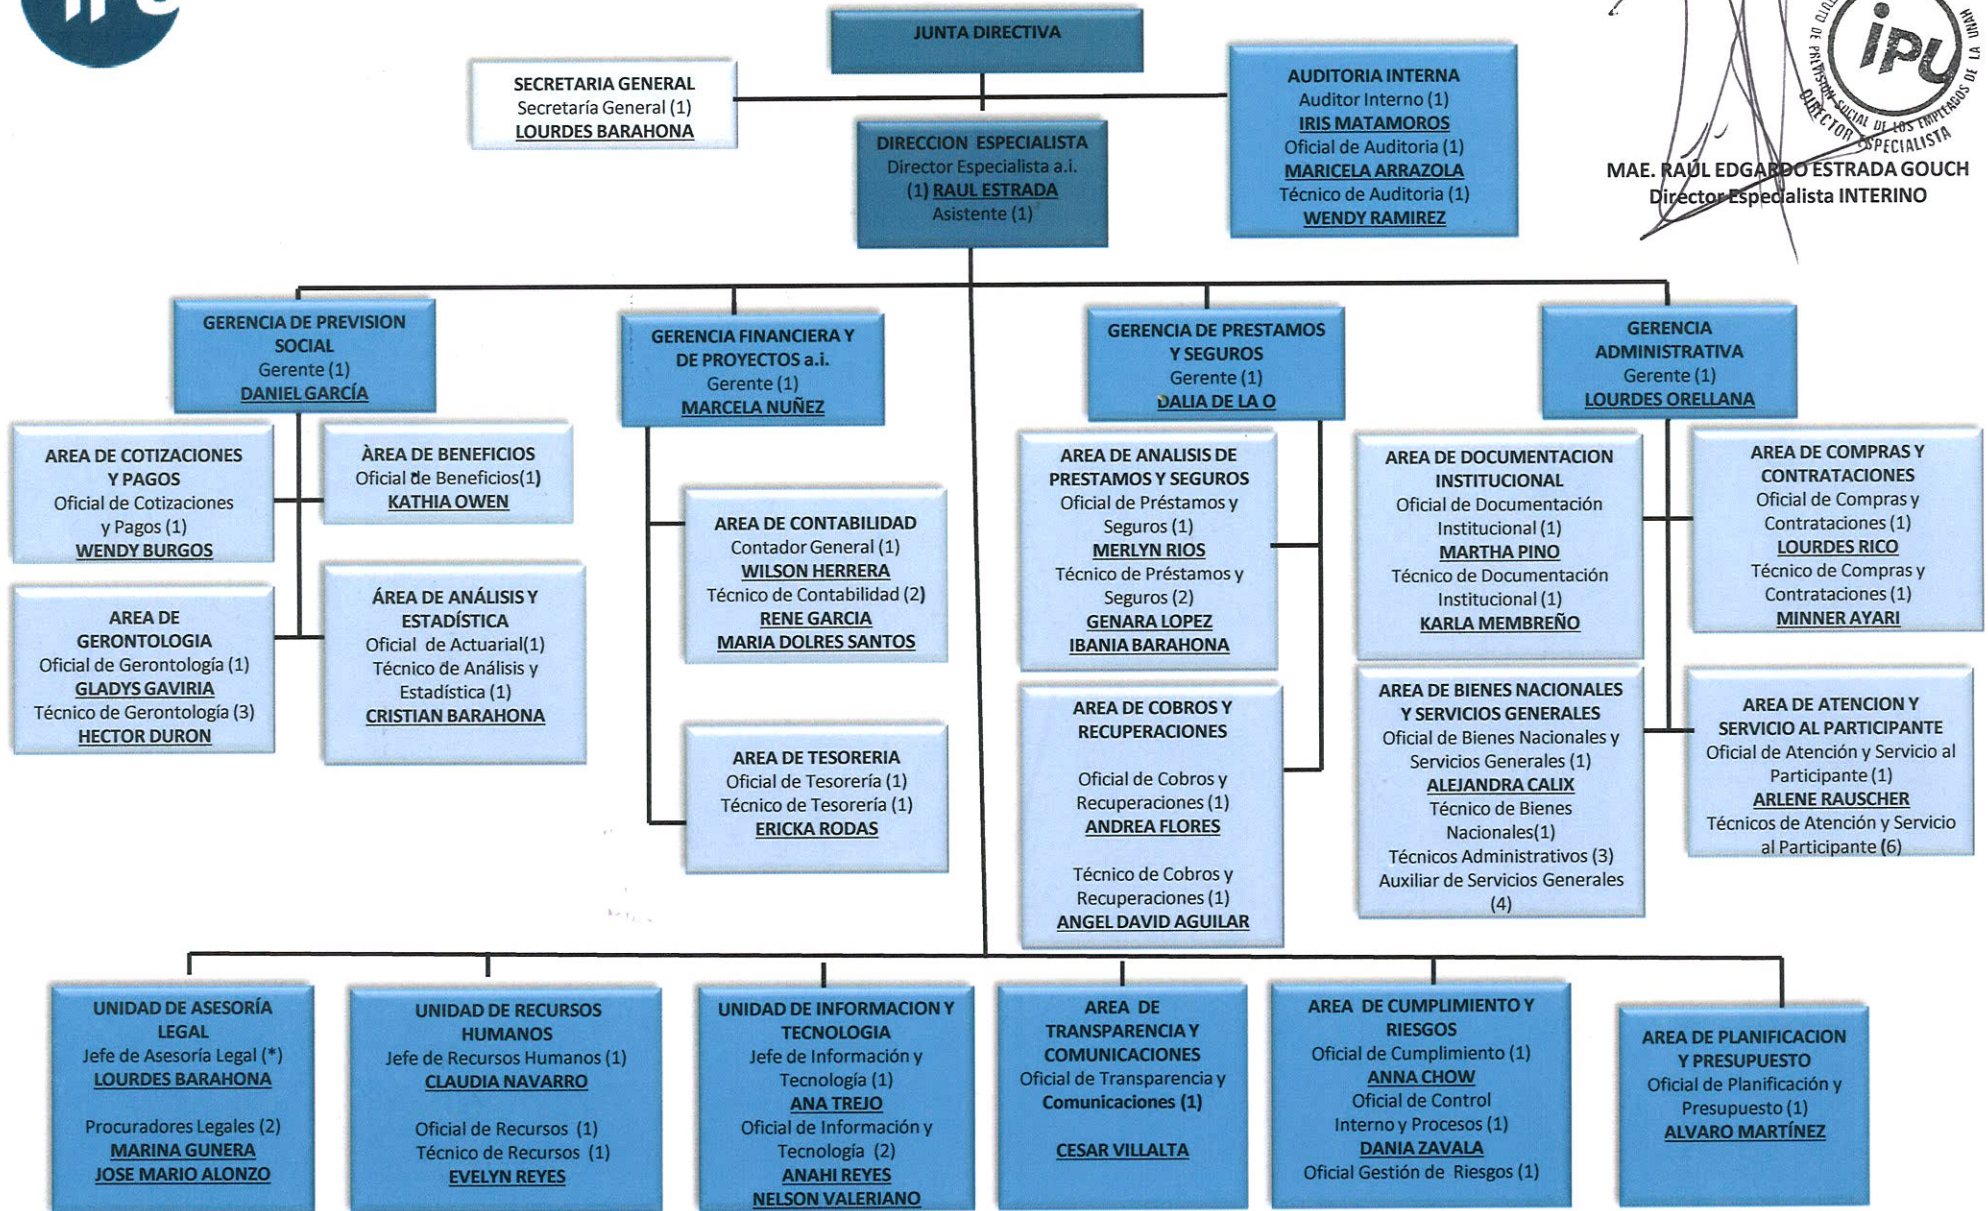 iPU
JUNTA DIRECTIVA
SECRETARIA GENERAL
Secretaría General (1)
LOURDES BARAHONA
AUDITORIA INTERNA
Auditor Interno (1)
IRIS MATAMOROS
Oficial de Auditoria (1)
MARICELA ARRAZOLA
Técnico de Auditoria (1)
WENDY RAMIREZ
DIRECCION ESPECIALISTA
Director Especialista a.i.
(1) RAUL ESTRADA
Asistente (1)
iPU
INSTITUTO DE PREVISION SOCIAL DE LOS EMPLEADOS DE LA UNAH
DIRECTOR ESPECIALISTA
MAE. RAÚL EDGARDO ESTRADA GOUCH
Director Especialista INTERINO
GERENCIA DE PREVISION
SOCIAL
Gerente (1)
DANIEL GARCÍA
GERENCIA FINANCIERA Y
DE PROYECTOS a.i.
Gerente (1)
MARCELA NUÑEZ
GERENCIA DE PRESTAMOS
Y SEGUROS
Gerente (1)
DALIA DE LA O
GERENCIA
ADMINISTRATIVA
Gerente (1)
LOURDES ORELLANA
AREA DE COTIZACIONES
Y PAGOS
Oficial de Cotizaciones
y Pagos (1)
WENDY BURGOS
ÀREA DE BENEFICIOS
Oficial de Beneficios(1)
KATHIA OWEN
AREA DE
GERONTOLOGIA
Oficial de Gerontología (1)
GLADYS GAVIRIA
Técnico de Gerontología (3)
HECTOR DURON
ÁREA DE ANÁLISIS Y
ESTADÍSTICA
Oficial de Actuarial(1)
Técnico de Análisis y
Estadística (1)
CRISTIAN BARAHONA
AREA DE CONTABILIDAD
Contador General (1)
WILSON HERRERA
Técnico de Contabilidad (2)
RENE GARCIA
MARIA DOLRES SANTOS
AREA DE TESORERIA
Oficial de Tesorería (1)
Técnico de Tesorería (1)
ERICKA RODAS
AREA DE ANALISIS DE
PRESTAMOS Y SEGUROS
Oficial de Préstamos y
Seguros (1)
MERLYN RIOS
Técnico de Préstamos y
Seguros (2)
GENARA LOPEZ
IBANIA BARAHONA
AREA DE COBROS Y
RECUPERACIONES
Oficial de Cobros y
Recuperaciones (1)
ANDREA FLORES
Técnico de Cobros y
Recuperaciones (1)
ANGEL DAVID AGUILAR
AREA DE DOCUMENTACION
INSTITUCIONAL
Oficial de Documentación
Institucional (1)
MARTHA PINO
Técnico de Documentación
Institucional (1)
KARLA MEMBREÑO
AREA DE COMPRAS Y
CONTRATACIONES
Oficial de Compras y
Contrataciones (1)
LOURDES RICO
Técnico de Compras y
Contrataciones (1)
MINNER AYARI
AREA DE BIENES NACIONALES
Y SERVICIOS GENERALES
Oficial de Bienes Nacionales y
Servicios Generales (1)
ALEJANDRA CALIX
Técnico de Bienes
Nacionales(1)
Técnicos Administrativos (3)
Auxiliar de Servicios Generales
(4)
AREA DE ATENCION Y
SERVICIO AL PARTICIPANTE
Oficial de Atención y Servicio al
Participante (1)
ARLENE RAUSCHER
Técnicos de Atención y Servicio
al Participante (6)
UNIDAD DE ASESORÍA
LEGAL
Jefe de Asesoría Legal (*)
LOURDES BARAHONA
Procuradores Legales (2)
MARINA GUNERA
JOSE MARIO ALONZO
UNIDAD DE RECURSOS
HUMANOS
Jefe de Recursos Humanos (1)
CLAUDIA NAVARRO
Oficial de Recursos (1)
Técnico de Recursos (1)
EVELYN REYES
UNIDAD DE INFORMACION Y
TECNOLOGIA
Jefe de Información y
Tecnología (1)
ANA TREJO
Oficial de Información y
Tecnología (2)
ANAHI REYES
NELSON VALERIANO
AREA DE
TRANSPARENCIA Y
COMUNICACIONES
Oficial de Transparencia y
Comunicaciones (1)
CESAR VILLALTA
AREA DE CUMPLIMIENTO Y
RIESGOS
Oficial de Cumplimiento (1)
ANNA CHOW
Oficial de Control
Interno y Procesos (1)
DANIA ZAVALA
Oficial Gestión de Riesgos (1)
AREA DE PLANIFICACION
Y PRESUPUESTO
Oficial de Planificación y
Presupuesto (1)
ALVARO MARTÍNEZ